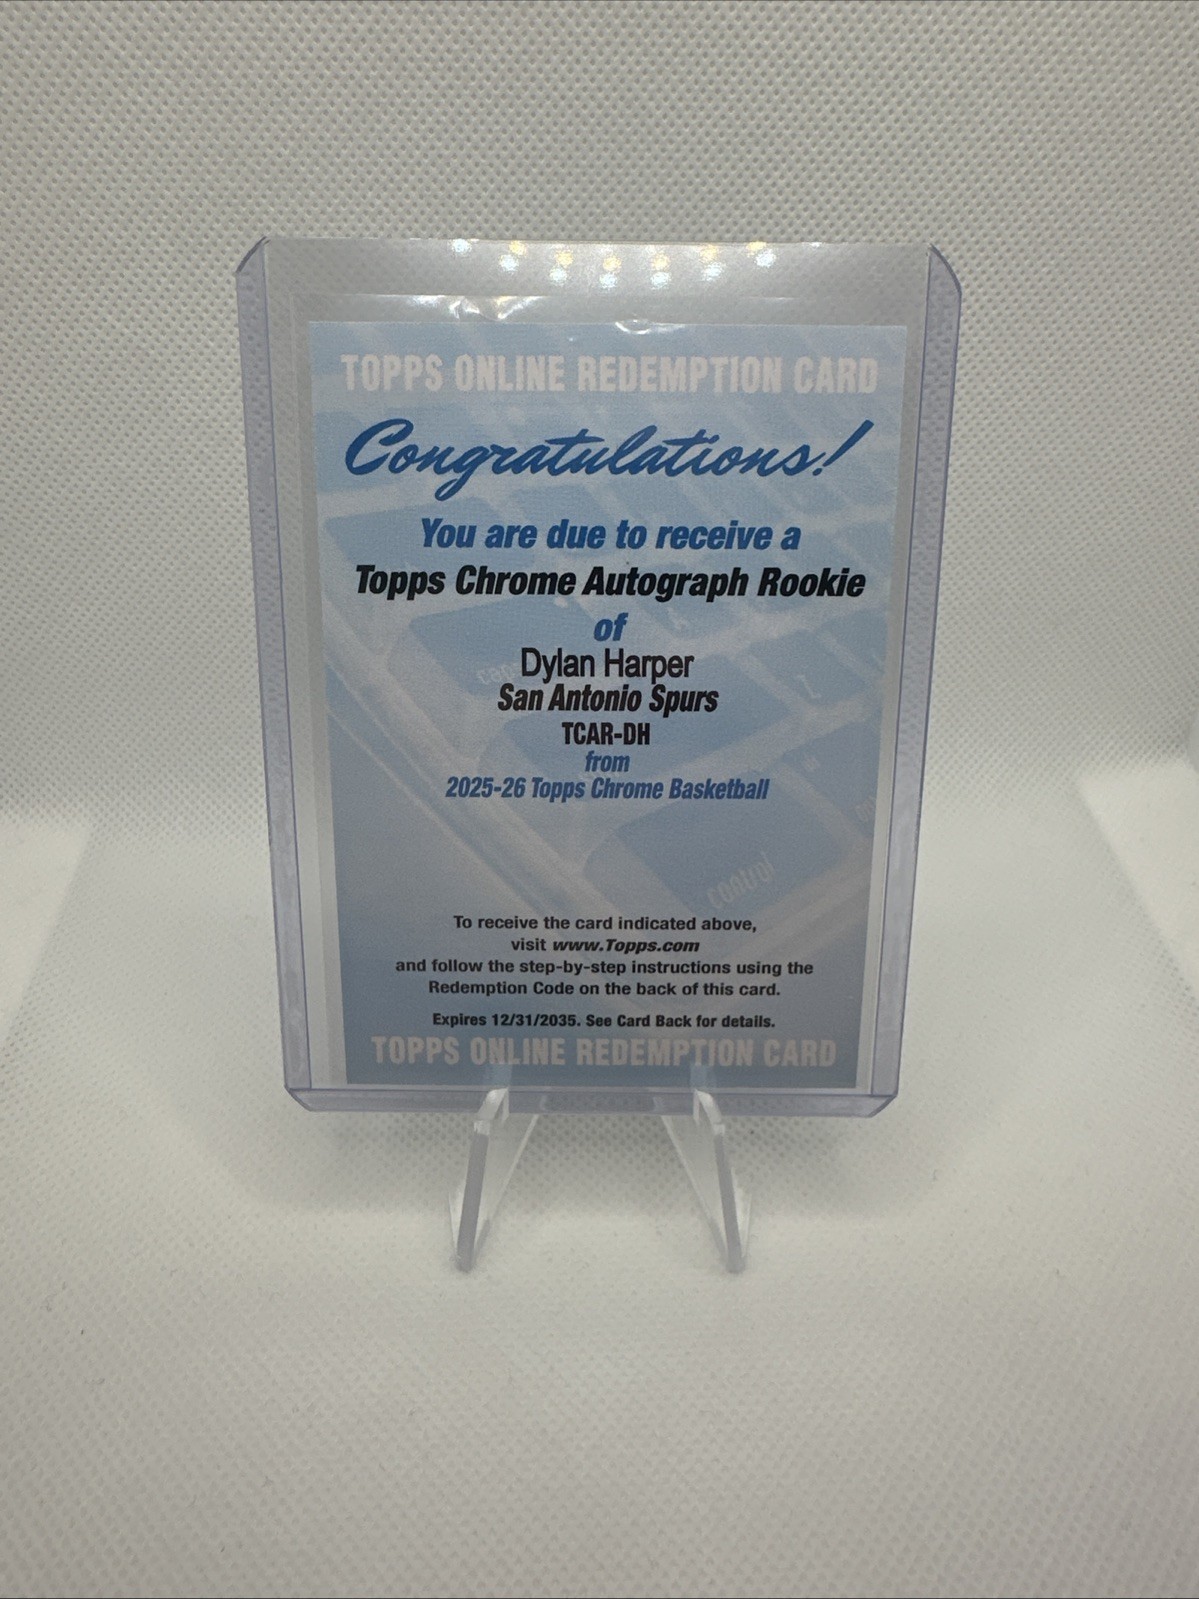 TOPPS ONLINE REDEMPTION CARD
Congratulations!
You are due to receive a
Topps Chrome Autograph Rookie
of
Dylan Harper
San Antonio Spurs
TCAR-DH
from
2025-26 Topps Chrome Basketball
control
To receive the card indicated above,
visit www.Topps.com
and follow the step-by-step instructions using the
Redemption Code on the back of this card.
Expires 12/31/2035. See Card Back for details.
TOPPS ONLINE REDEMPTION CARD